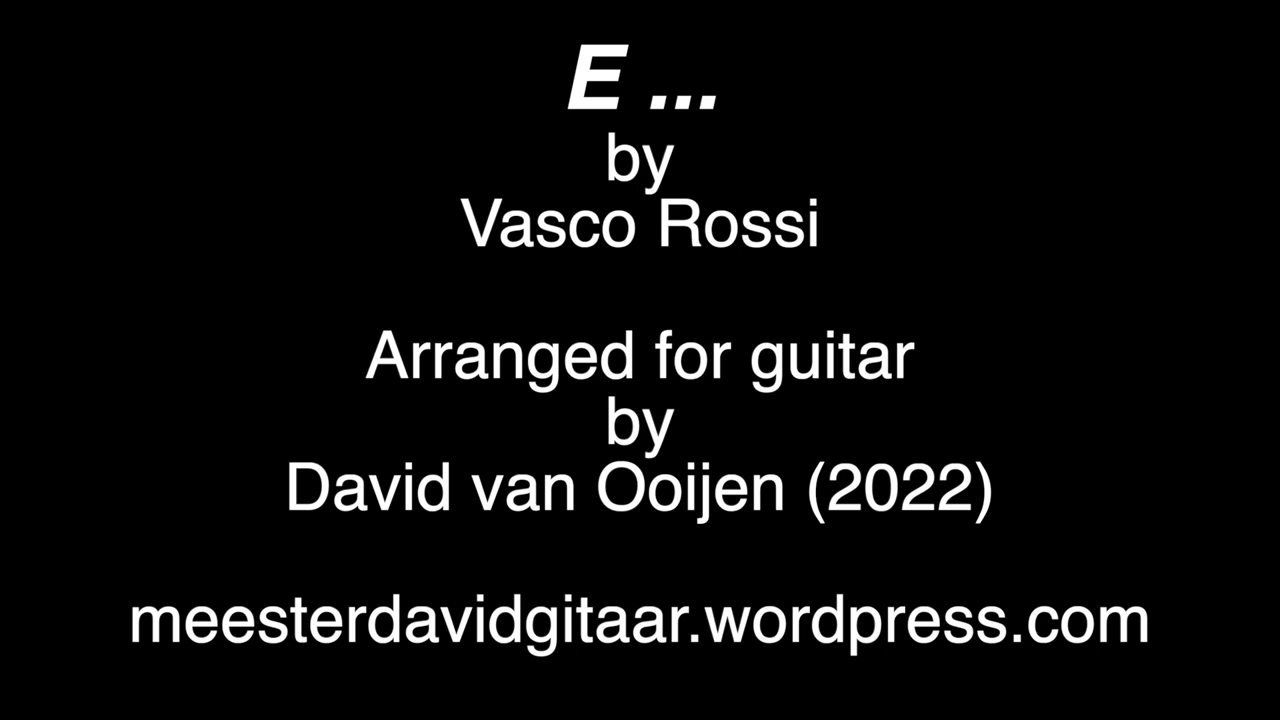 E ...
by
Vasco Rossi
Arranged for guitar
by
David van Ooijen (2022)
meesterdavidgitaar.wordpress.com